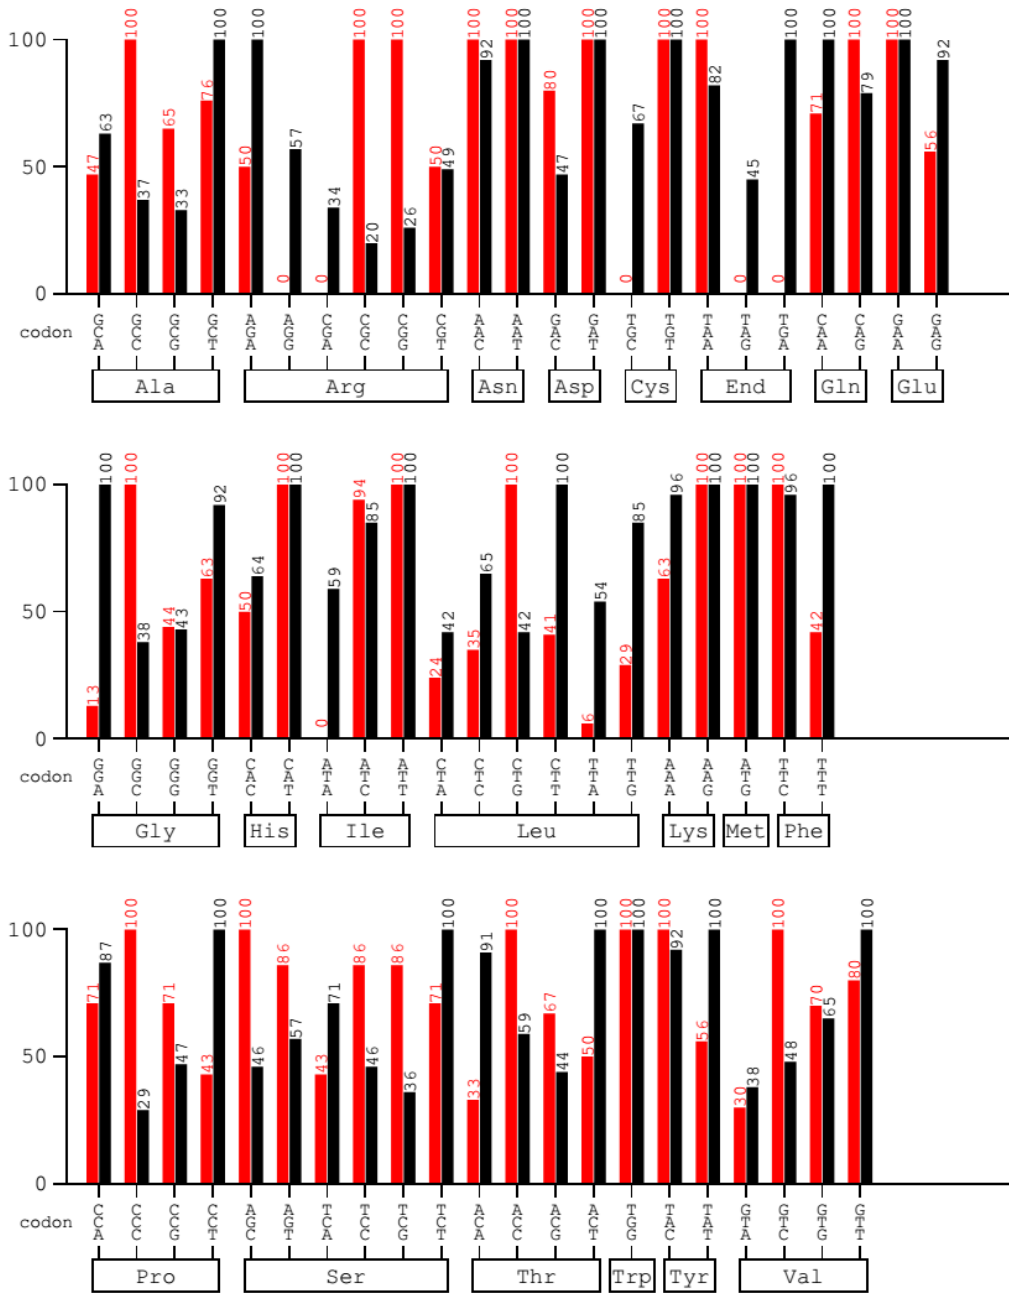 100
50
0
47 63 100 37 65 33 76 100 50 100 0 57 0 34 100 20 100 26 50 49 100 92 100 100 80 47 100 100 0 67 100 100 100 82 0 45 0 100 71 100 100 79 100 100 56 92
codon GCA GCC GCG GCT AGA AGG CGA CGC CGG CGT AAC AAT GAC GAT TGC TGT TAA TAG TGA CAA CAG GAA GAG
Ala Arg Asn Asp Cys End Gln Glu
100
50
0
13 100 100 38 44 43 63 92 50 64 100 100 0 59 94 85 100 100 24 42 35 65 100 42 41 100 6 54 29 85 63 96 100 100 100 100 100 96 42 100
codon GGA GGC GGG GGT CAC CAT ATA ATC ATT CTA CTC CTG CTT TTA TTG AAA AAG ATG TTC TTT
Gly His Ile Leu Lys Met Phe
100
50
0
71 87 100 29 71 47 43 100 100 46 86 57 43 71 86 46 86 36 71 100 33 91 100 59 67 44 50 100 100 100 100 92 56 100 30 38 100 48 70 65 80 100
codon CCA CCC CCG CCT AGC AGT TCA TCC TCG TCT ACA ACC ACG ACT TGG TAC TAT GTA GTC GTG GTT
Pro Ser Thr Trp Tyr Val